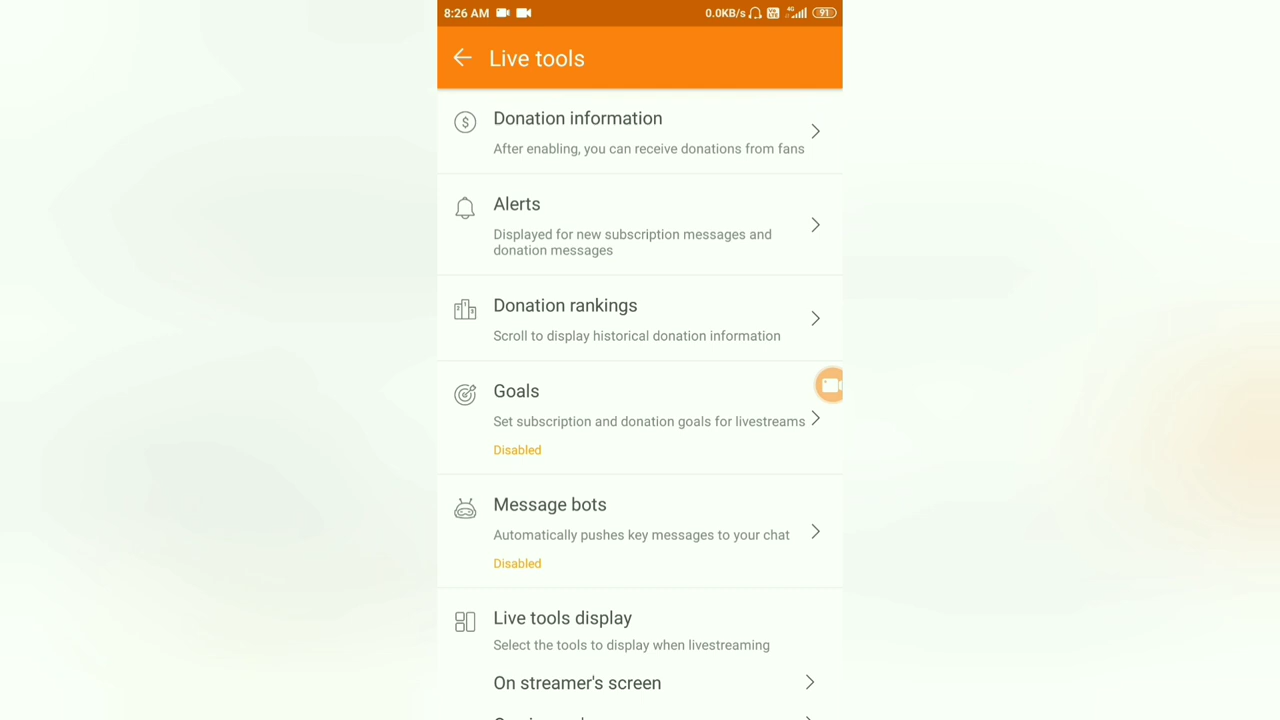 8:26 AM 0.0KB/s 4G 91
Live tools
Donation information
After enabling, you can receive donations from fans
Alerts
Displayed for new subscription messages and
donation messages
Donation rankings
Scroll to display historical donation information
Goals
Set subscription and donation goals for livestreams
Disabled
Message bots
Automatically pushes key messages to your chat
Disabled
Live tools display
Select the tools to display when livestreaming
On streamer's screen